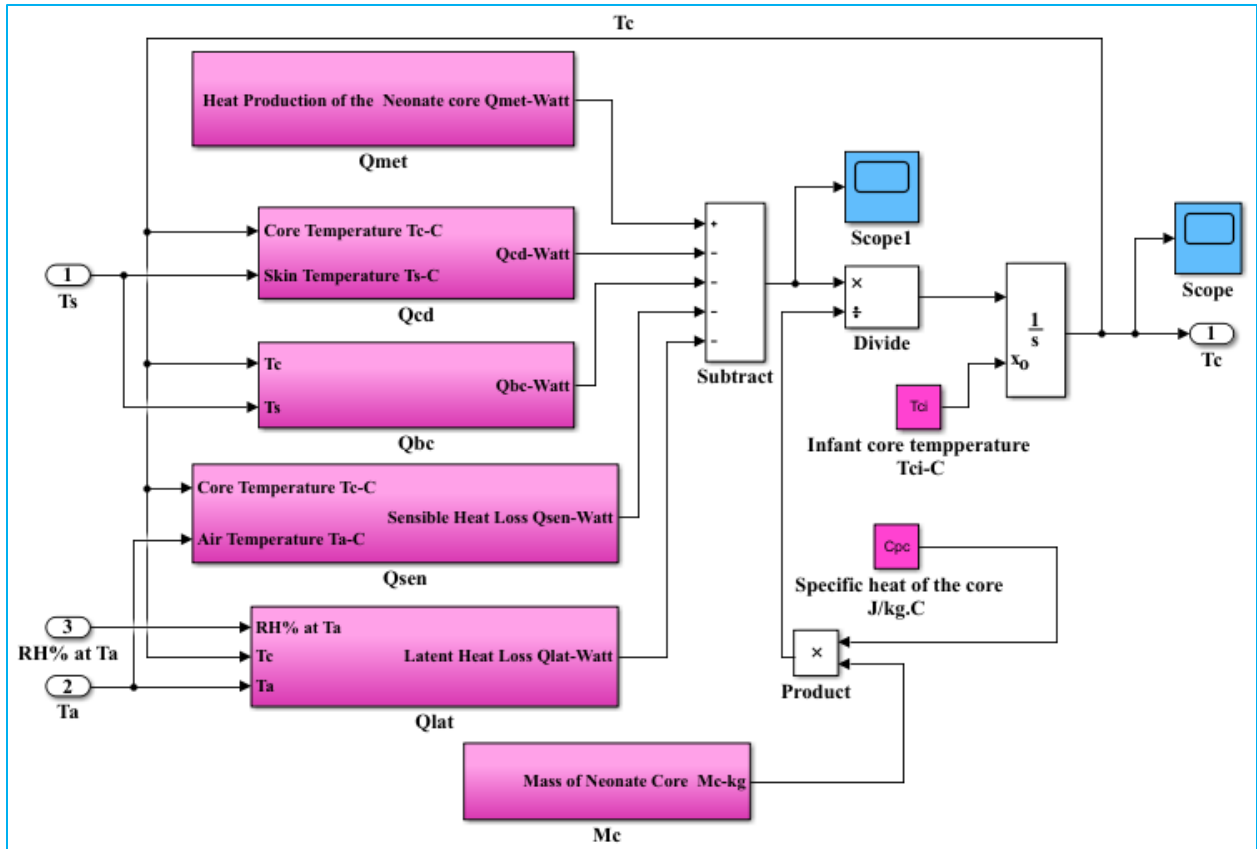 Tc
Heat Production of the Neonate core Qmet-Watt
Qmet
Core Temperature Tc-C
Qcd-Watt
Skin Temperature Ts-C
Qcd
1
Ts
Tc
Qbc-Watt
Ts
Qbc
Core Temperature Tc-C
Sensible Heat Loss Qsen-Watt
Air Temperature Ta-C
Qsen
3
RH% at Ta
2
Ta
RH% at Ta
Tc
Latent Heat Loss Qlat-Watt
Ta
Qlat
Mass of Neonate Core Mc-kg
Mc
+
-
-
-
-
Subtract
Scope1
×
÷
Divide
1
s
xo
Tci
Infant core tempperature
Tci-C
Scope
1
Tc
Cpc
Specific heat of the core
J/kg.C
×
Product